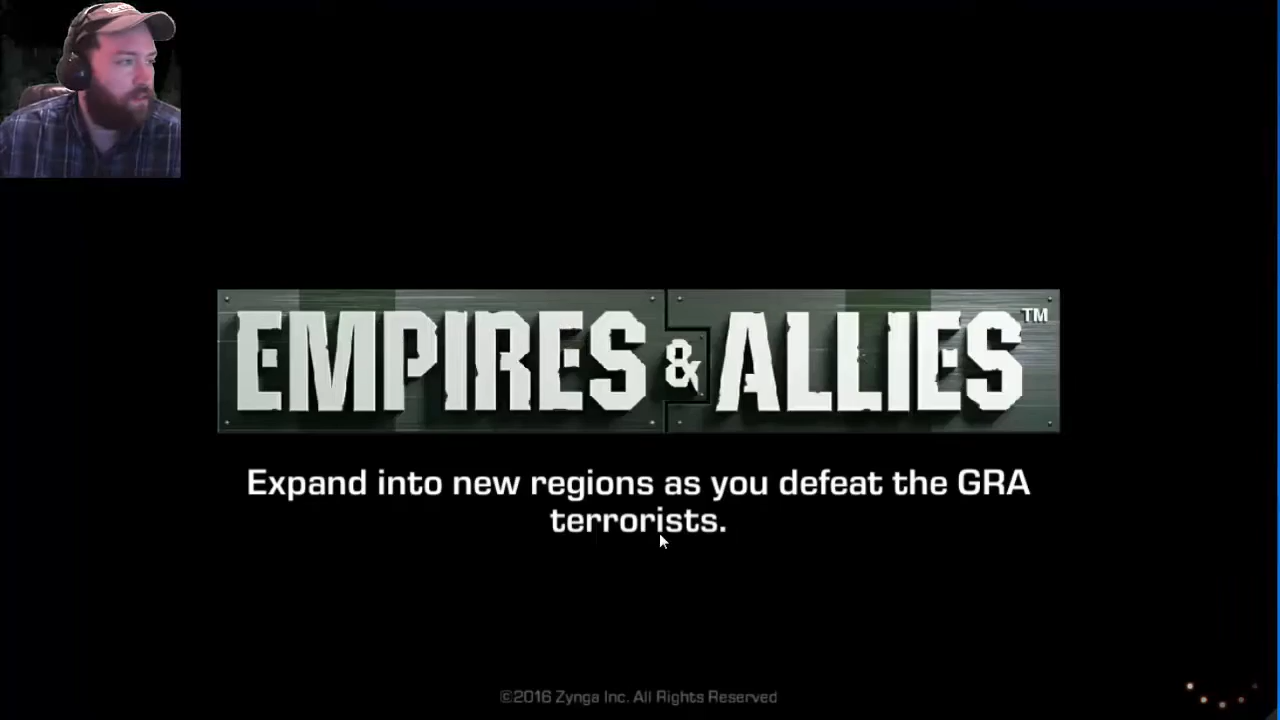 EMPIRES & ALLIES™
Expand into new regions as you defeat the GRA
terrorists.
©2016 Zynga Inc. All Rights Reserved